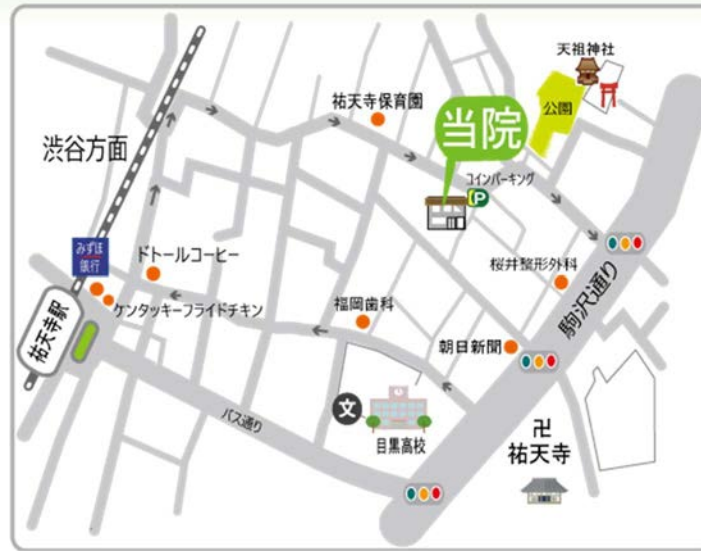 天祖神社
祐天寺保育園
公園
当院
渋谷方面
コインパーキング
P
みずほ
銀行
ドトールコーヒー
桜井整形外科
ケンタッキーフライドチキン
福岡歯科
駒沢通り
祐天寺駅
朝日新聞
文
バス通り
目黒高校
卍
祐天寺